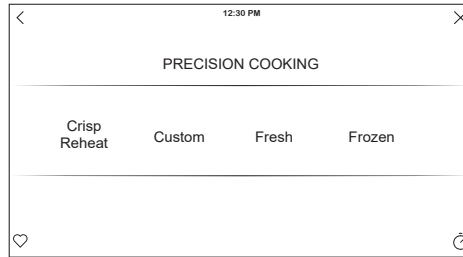 12:30 PM
PRECISION COOKING
Crisp
Reheat
Custom
Fresh
Frozen